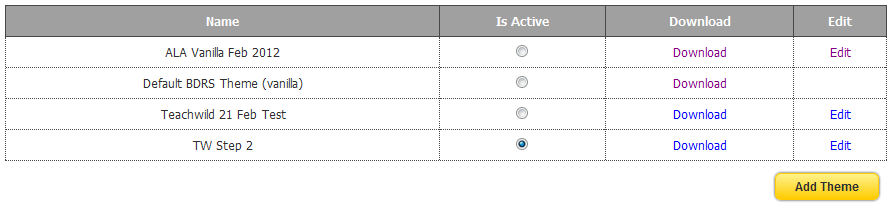 Name Is Active Download Edit
ALA Vanilla Feb 2012 Download Edit
Default BDRS Theme (vanilla) Download
Teachwild 21 Feb Test Download Edit
TW Step 2 Download Edit
Add Theme